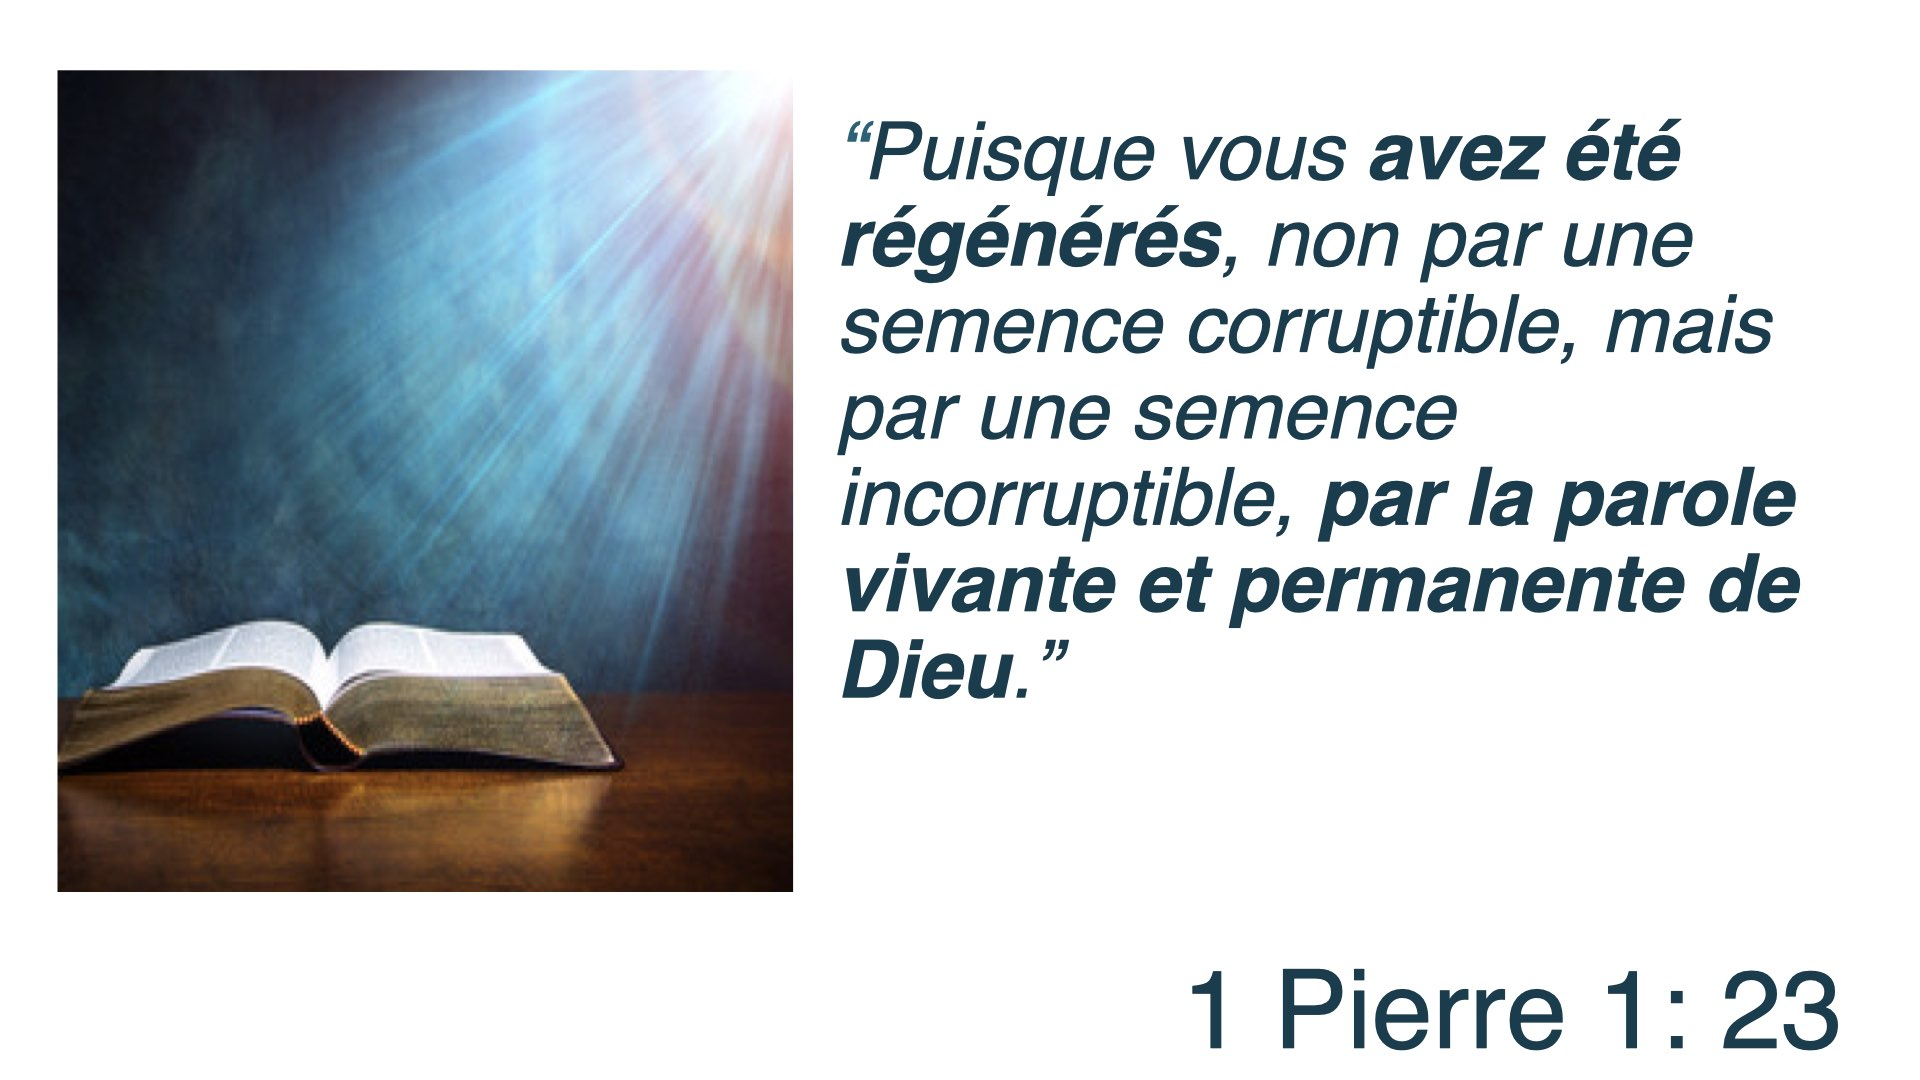 “Puisque vous avez été
régénérés, non par une
semence corruptible, mais
par une semence
incorruptible, par la parole
vivante et permanente de
Dieu.”
1 Pierre 1: 23